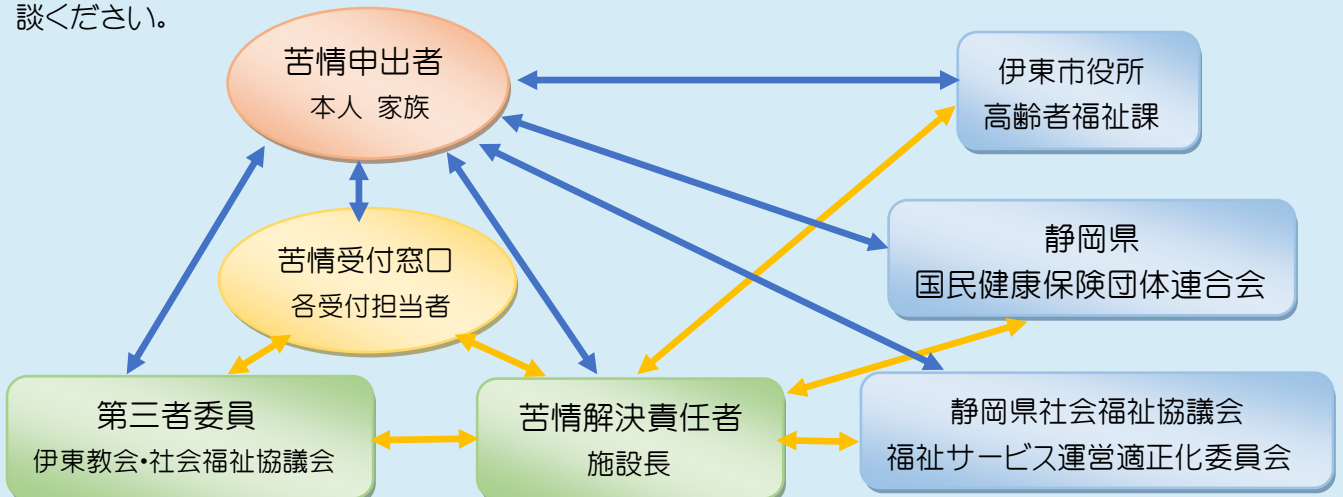 談ください。
苦情申出者
本人 家族
伊東市役所
高齢者福祉課
苦情受付窓口
各受付担当者
静岡県
国民健康保険団体連合会
第三者委員
伊東教会・社会福祉協議会
苦情解決責任者
施設長
静岡県社会福祉協議会
福祉サービス運営適正化委員会